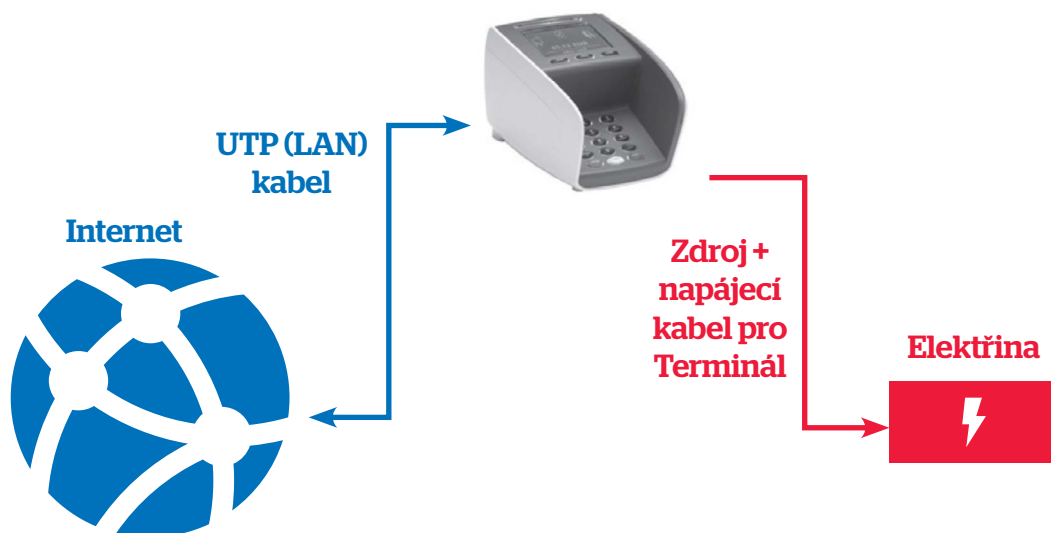 UTP (LAN)
kabel
Internet
Zdroj +
napájecí
kabel pro
Terminál
Elektřina